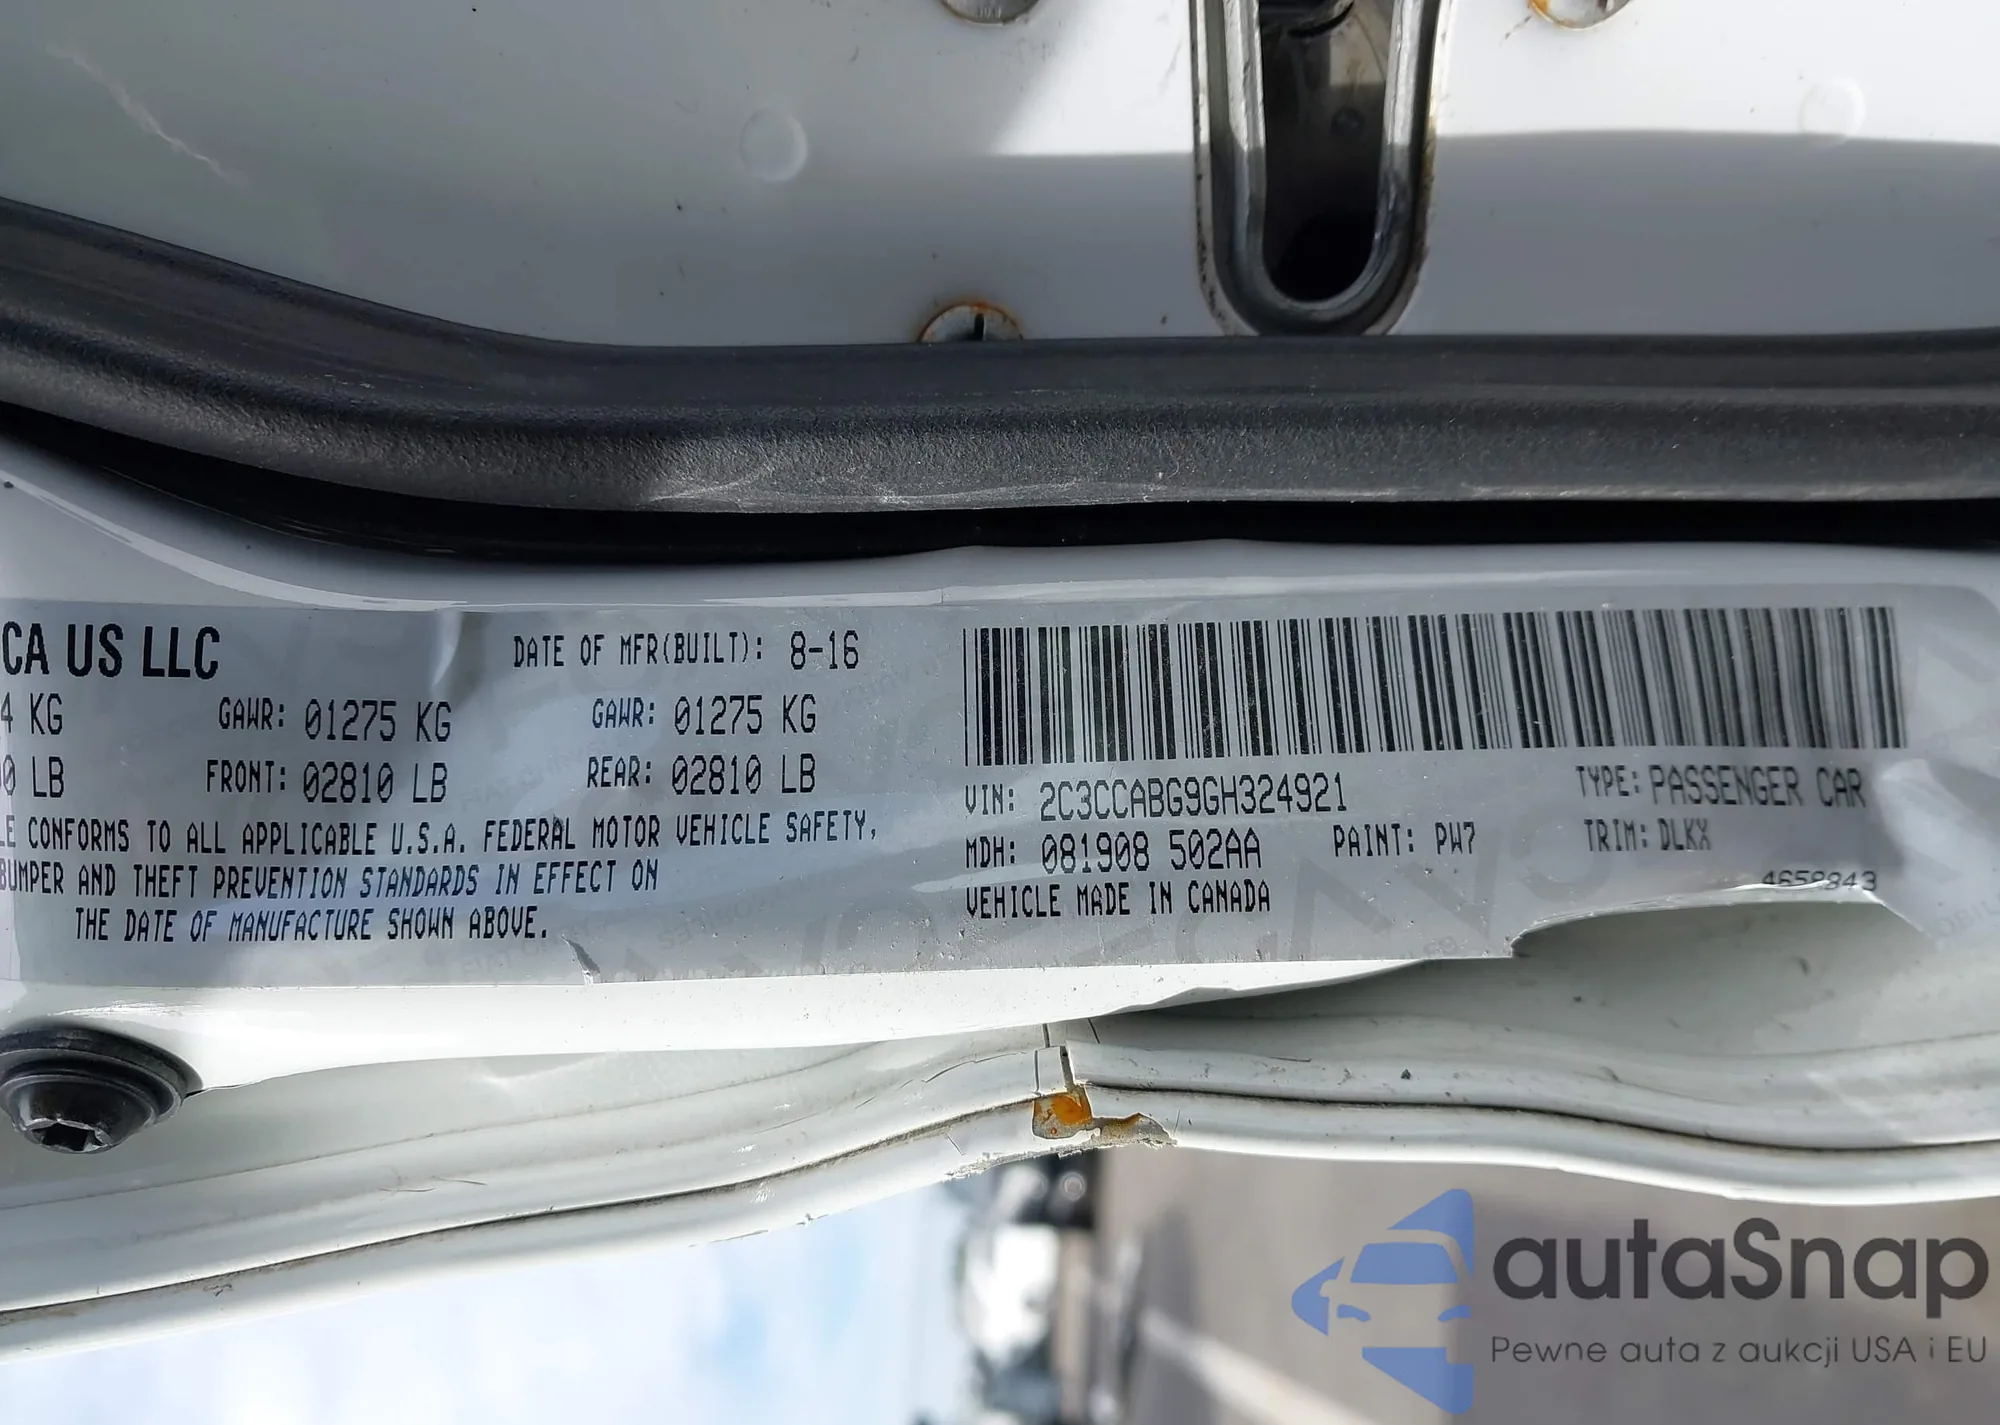 CA US LLC
DATE OF MFR(BUILT): 8-16
4 KG GAWR: 01275 KG GAWR: 01275 KG
0 LB FRONT: 02810 LB REAR: 02810 LB
LE CONFORMS TO ALL APPLICABLE U.S.A. FEDERAL MOTOR VEHICLE SAFETY,
BUMPER AND THEFT PREVENTION STANDARDS IN EFFECT ON
THE DATE OF MANUFACTURE SHOWN ABOVE.
VIN: 2C3CCABG9GH324921 TYPE: PASSENGER CAR
MDH: 081908 502AA PAINT: PW7 TRIM: DLKX
VEHICLE MADE IN CANADA
autaSnap
Pewne auta z aukcji USA i EU